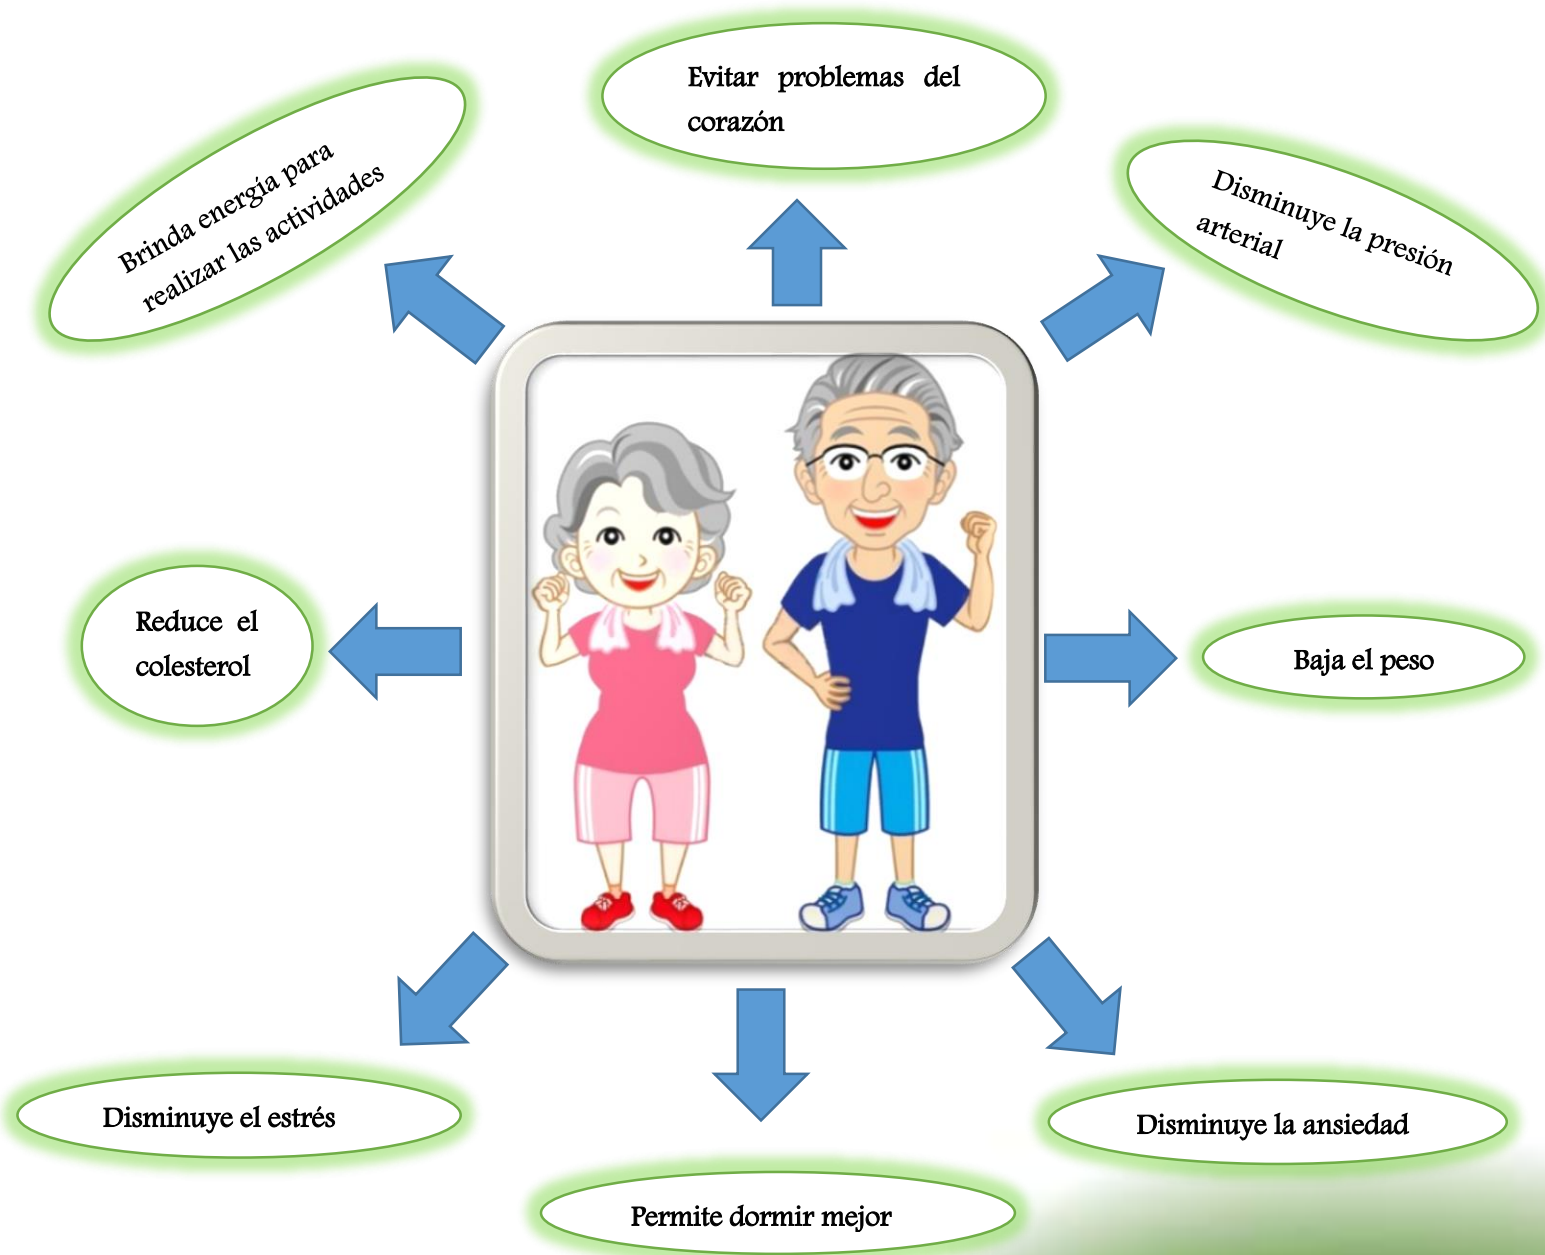 Evitar problemas del
corazón
Brinda energía para
realizar las actividades
Disminuye la presión
arterial
Reduce el
colesterol
Baja el peso
Disminuye el estrés
Disminuye la ansiedad
Permite dormir mejor